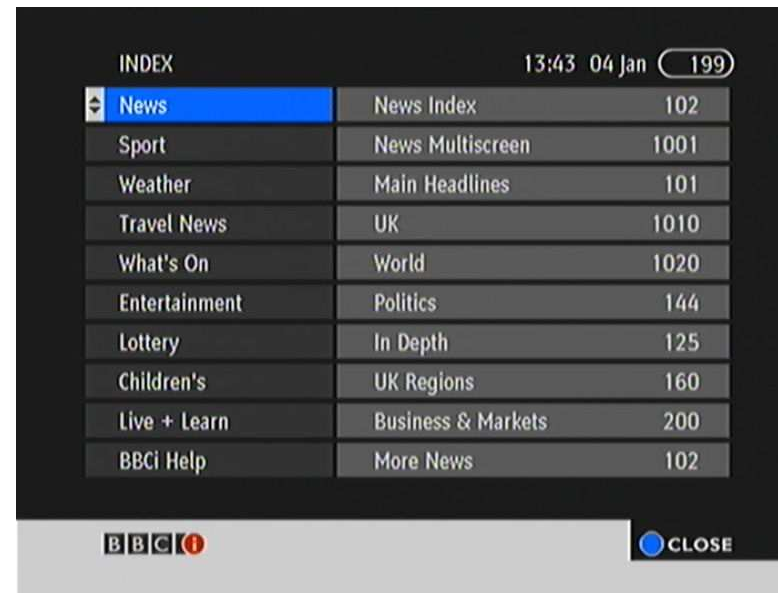 INDEX 13:43 04 Jan 199
News News Index 102
Sport News Multiscreen 1001
Weather Main Headlines 101
Travel News UK 1010
What's On World 1020
Entertainment Politics 144
Lottery In Depth 125
Children's UK Regions 160
Live + Learn Business & Markets 200
BBCi Help More News 102
BBCi CLOSE